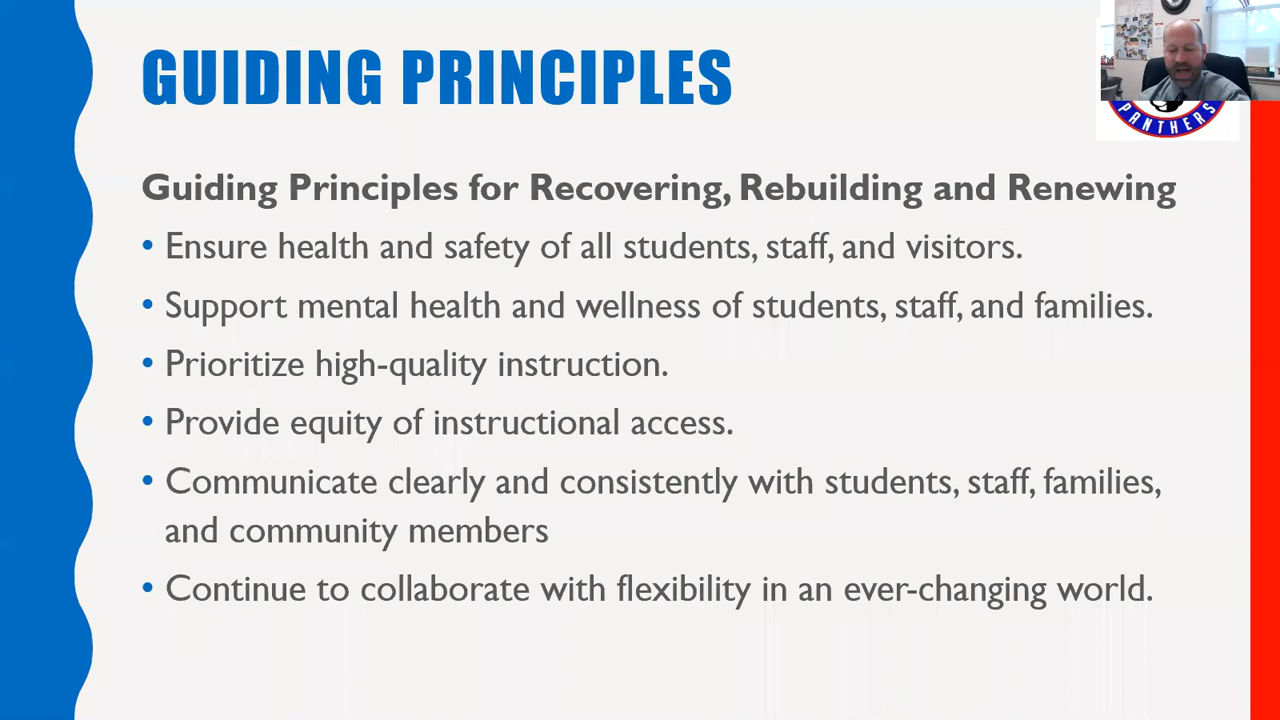 GUIDING PRINCIPLES
PANTHERS
Guiding Principles for Recovering, Rebuilding and Renewing
• Ensure health and safety of all students, staff, and visitors.
• Support mental health and wellness of students, staff, and families.
• Prioritize high-quality instruction.
• Provide equity of instructional access.
• Communicate clearly and consistently with students, staff, families,
and community members
• Continue to collaborate with flexibility in an ever-changing world.